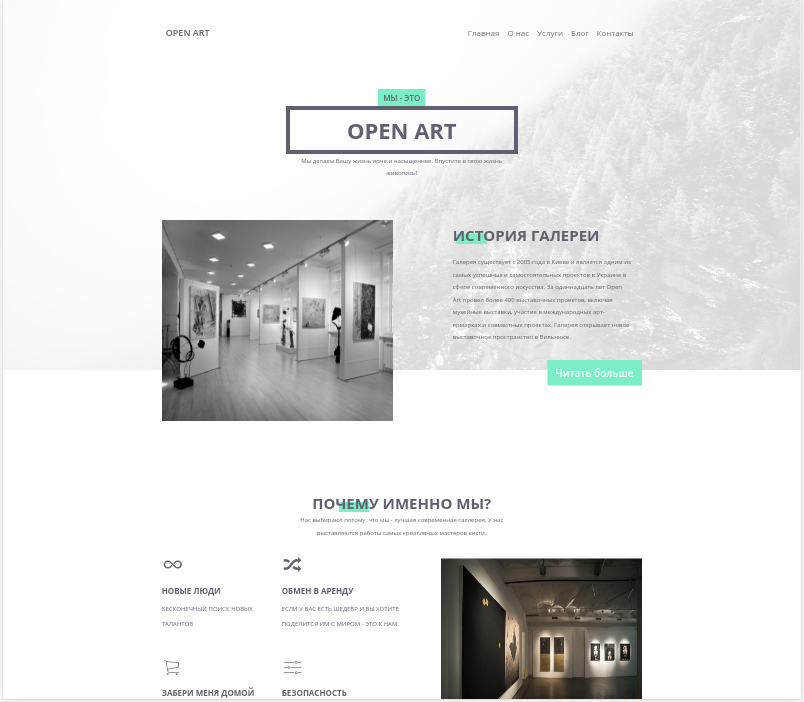 OPEN ART
Главная О нас Услуги Блог Контакты
МЫ - ЭТО
OPEN ART
Мы делаем Вашу жизнь ярче и насыщеннее. Впустите в свою жизнь
живопись!
ИСТОРИЯ ГАЛЕРЕИ
Галерея существует с 2005 года в Киеве и является одним из
самых успешных и самостоятельных проектов в Украине в
сфере современного искусства. За одиннадцать лет Open
Art провел более 400 выставочных проектов, включая
музейные выставки, участие в международных арт-
ярмарках и совместных проектах. Галерея открывает новое
выставочное пространство в Вильнюсе.
Читать больше
ПОЧЕМУ ИМЕННО МЫ?
Нас выбирают потому, что мы - лучшая современная галлерея. У нас
выставляются работы самых креативных мастеров кисти.
НОВЫЕ ЛЮДИ
БЕСКОНЕЧНЫЙ ПОИСК НОВЫХ
ТАЛАНТОВ
ОБМЕН В АРЕНДУ
ЕСЛИ У ВАС ЕСТЬ ШЕДЕВР И ВЫ ХОТИТЕ
ПОДЕЛИТСЯ ИМ С МИРОМ - ЭТО К НАМ.
ЗАБЕРИ МЕНЯ ДОМОЙ
БЕЗОПАСНОСТЬ